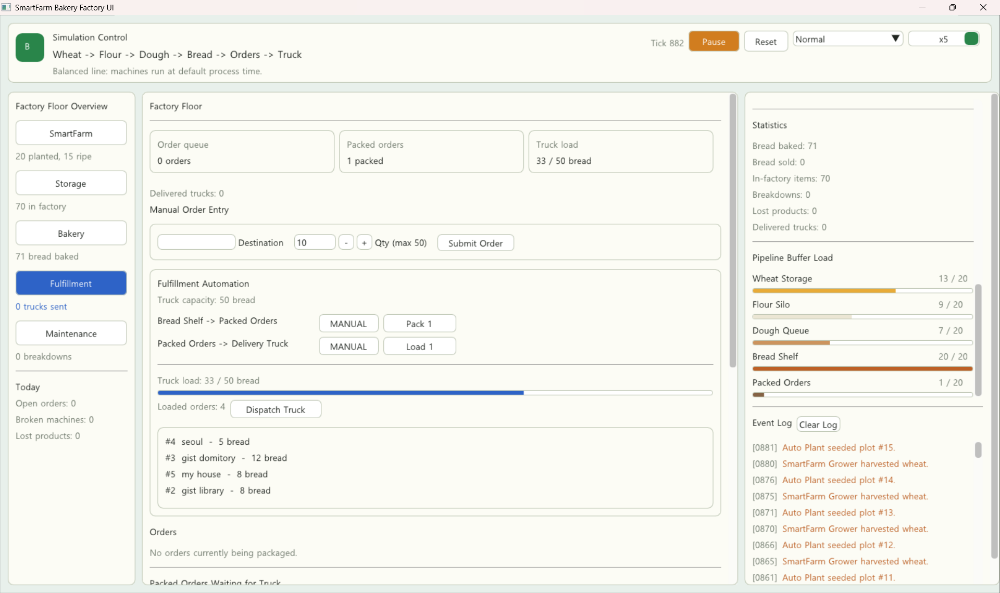 SmartFarm Bakery Factory UI
B
Simulation Control
Wheat -> Flour -> Dough -> Bread -> Orders -> Truck
Balanced line: machines run at default process time.
Tick 882
Pause
Reset
Normal
x5
Factory Floor Overview
SmartFarm
20 planted, 15 ripe
Storage
70 in factory
Bakery
71 bread baked
Fulfillment
0 trucks sent
Maintenance
0 breakdowns
Today
Open orders: 0
Broken machines: 0
Lost products: 0
Factory Floor
Order queue
0 orders
Packed orders
1 packed
Truck load
33 / 50 bread
Delivered trucks: 0
Manual Order Entry
Destination
10
-
+
Qty (max 50)
Submit Order
Fulfillment Automation
Truck capacity: 50 bread
Bread Shelf -> Packed Orders
MANUAL
Pack 1
Packed Orders -> Delivery Truck
MANUAL
Load 1
Truck load: 33 / 50 bread
Loaded orders: 4
Dispatch Truck
#4 seoul - 5 bread
#3 gist domitory - 12 bread
#5 my house - 8 bread
#2 gist library - 8 bread
Orders
No orders currently being packaged.
Packed Orders Waiting for Truck
Statistics
Bread baked: 71
Bread sold: 0
In-factory items: 70
Breakdowns: 0
Lost products: 0
Delivered trucks: 0
Pipeline Buffer Load
Wheat Storage 13 / 20
Flour Silo 9 / 20
Dough Queue 7 / 20
Bread Shelf 20 / 20
Packed Orders 1 / 20
Event Log
Clear Log
[0881] Auto Plant seeded plot #15.
[0880] SmartFarm Grower harvested wheat.
[0876] Auto Plant seeded plot #14.
[0875] SmartFarm Grower harvested wheat.
[0871] Auto Plant seeded plot #13.
[0870] SmartFarm Grower harvested wheat.
[0866] Auto Plant seeded plot #12.
[0865] SmartFarm Grower harvested wheat.
[0861] Auto Plant seeded plot #11.